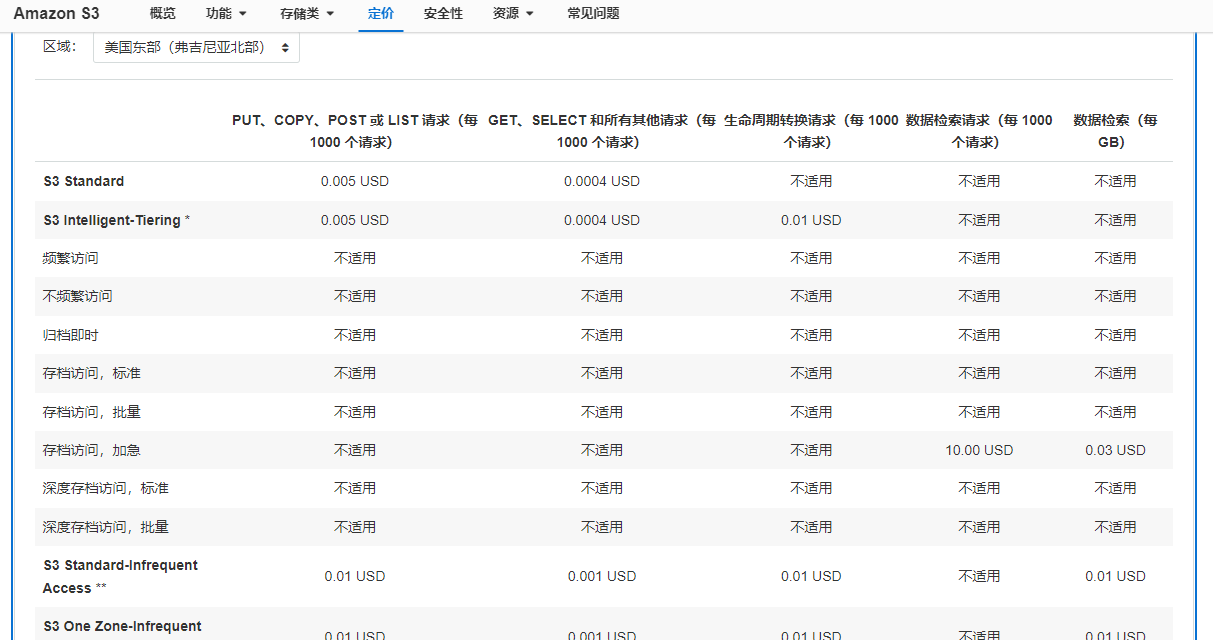 Amazon S3 概览 功能 存储类 定价 安全性 资源 常见问题
区域： 美国东部（弗吉尼亚北部）
PUT、COPY、POST 或 LIST 请求（每 GET、SELECT 和所有其他请求（每 生命周期转换请求（每 1000 数据检索请求（每 1000 数据检索（每
1000 个请求） 1000 个请求） 个请求） 个请求） GB）
S3 Standard 0.005 USD 0.0004 USD 不适用 不适用 不适用
S3 Intelligent-Tiering * 0.005 USD 0.0004 USD 0.01 USD 不适用 不适用
频繁访问 不适用 不适用 不适用 不适用 不适用
不频繁访问 不适用 不适用 不适用 不适用 不适用
归档即时 不适用 不适用 不适用 不适用 不适用
存档访问，标准 不适用 不适用 不适用 不适用 不适用
存档访问，批量 不适用 不适用 不适用 不适用 不适用
存档访问，加急 不适用 不适用 不适用 10.00 USD 0.03 USD
深度存档访问，标准 不适用 不适用 不适用 不适用 不适用
深度存档访问，批量 不适用 不适用 不适用 不适用 不适用
S3 Standard-Infrequent
Access ** 0.01 USD 0.001 USD 0.01 USD 不适用 0.01 USD
S3 One Zone-Infrequent
0.01 USD 0.001 USD 0.01 USD 不适用 0.01 USD